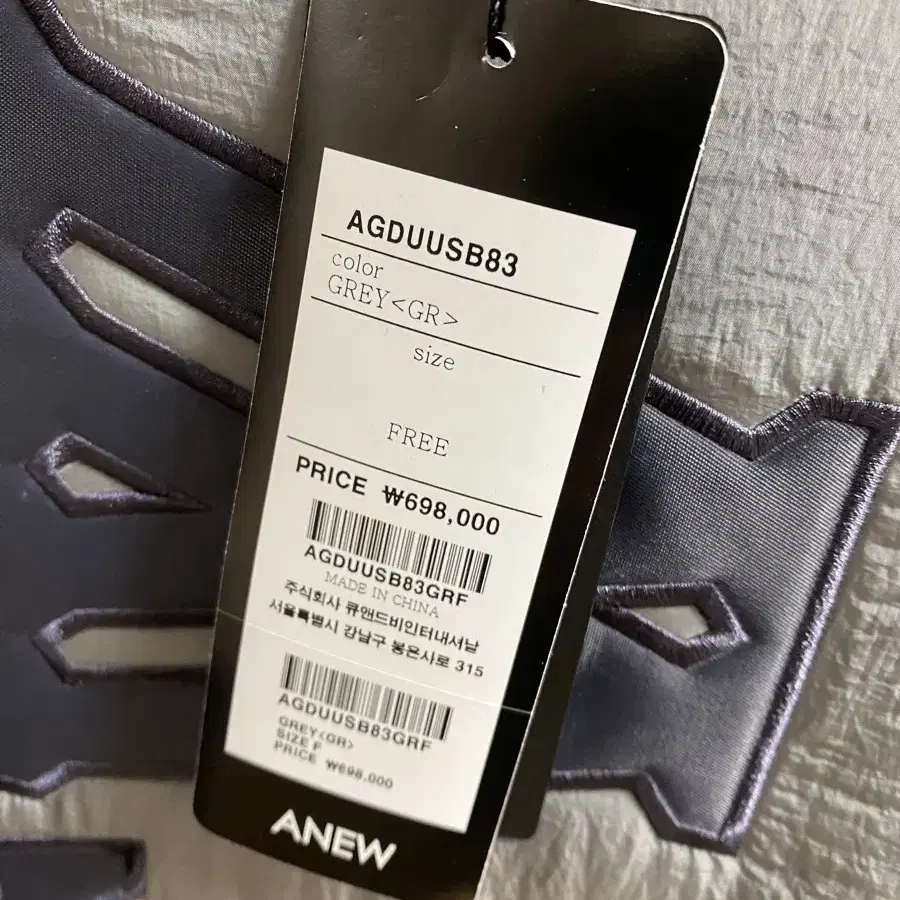 AGDUUSB83
color
GREY<GR>
size
FREE
PRICE ₩698,000
AGDUUSB83GRF
MADE IN CHINA
주식회사 큐앤드비인터내셔날
서울특별시 강남구 봉은사로 315
AGDUUSB83GRF
GREY<GR>
SIZE F
PRICE ₩698,000
ANEW